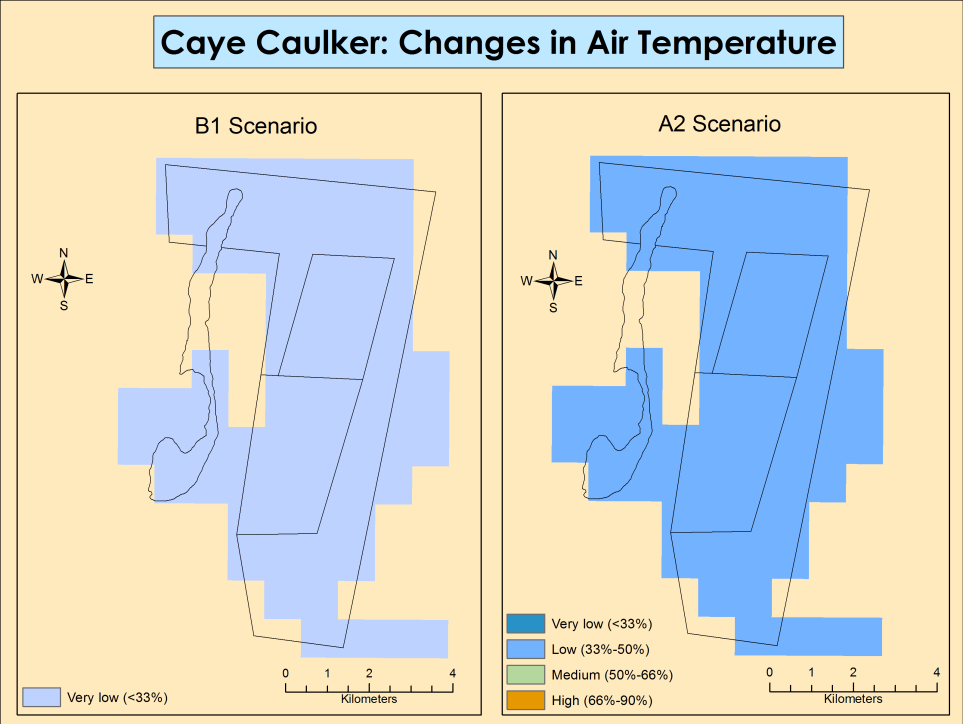 Caye Caulker: Changes in Air Temperature
B1 Scenario
N
W E
S
0 2 4
Kilometers
Very low (<33%)
A2 Scenario
N
W E
S
Very low (<33%)
Low (33%-50%)
Medium (50%-66%)
High (66%-90%)
0 1 2 4
Kilometers